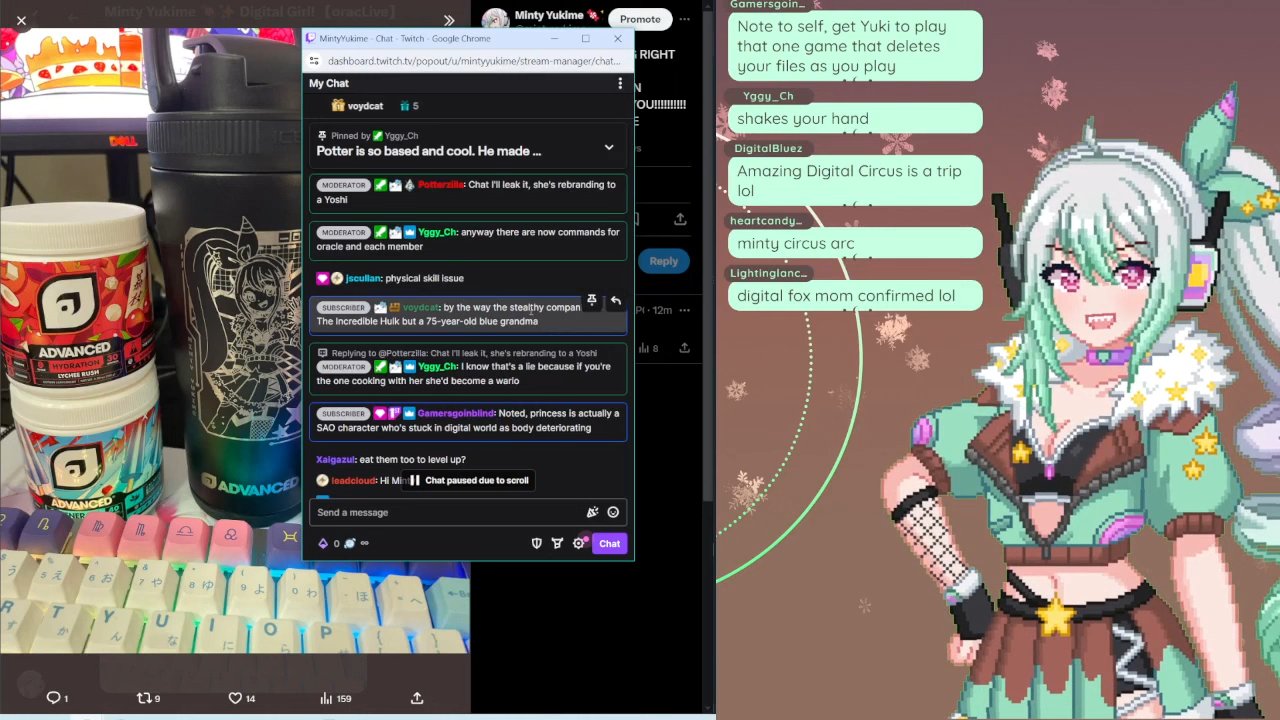 Minty Yukime ✨ Digital Girl! [oracLive]
DELL
ADVANCED
HYDRATION
LYCHEE RUSH
30
ADVANCED
ADVANCED
R T Y U I O P
1
9
14
159
MintyYukime - Chat - Twitch - Google Chrome
dashboard.twitch.tv/popout/u/mintyyukime/stream-manager/chat...
My Chat
voydcat 5
Pinned by Yggy_Ch
Potter is so based and cool. He made ...
MODERATOR Potterzilla: Chat I'll leak it, she's rebranding to
a Yoshi
MODERATOR Yggy_Ch: anyway there are now commands for
oracle and each member
jscullan: physical skill issue
SUBSCRIBER voydcat: by the way the stealthy compan
The Incredible Hulk but a 75-year-old blue grandma
Replying to @Potterzilla: Chat I'll leak it, she's rebranding to a Yoshi
MODERATOR Yggy_Ch: I know that's a lie because if you're
the one cooking with her she'd become a wario
SUBSCRIBER Gamersgoinblind: Noted, princess is actually a
SAO character who's stuck in digital world as body deteriorating
Xaigazul: eat them too to level up?
leadcloud: Hi Mint
Chat paused due to scroll
Send a message
0 ∞
Chat
Minty Yukime
Promote
RIGHT
YOU!!!!!!!!!!
E
Reply
12m
8
Gamersgoin...
Note to self, get Yuki to play
that one game that deletes
your files as you play
Yggy_Ch
shakes your hand
DigitalBluez
Amazing Digital Circus is a trip
lol
heartcandy_
minty circus arc
Lightinglanc...
digital fox mom confirmed lol